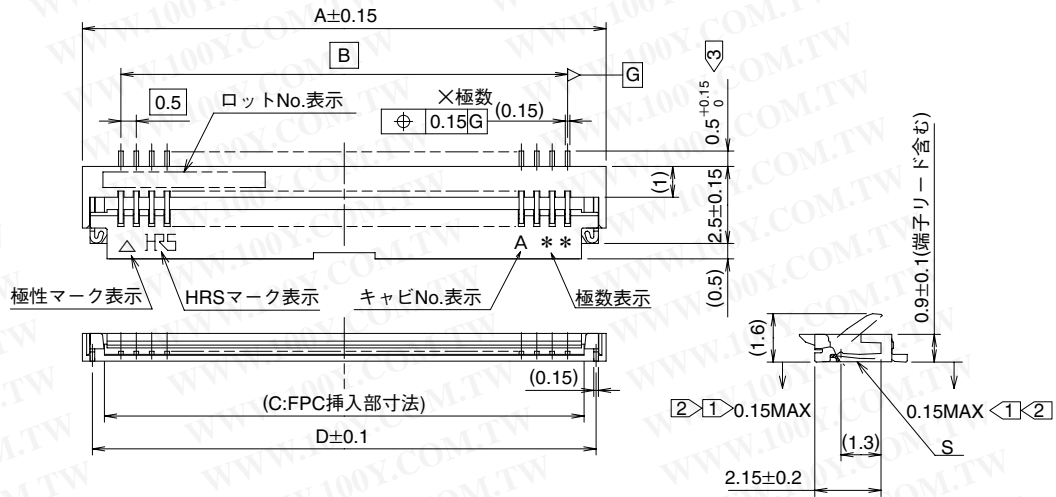 A±0.15
B
3
G
0.5
ロットNo.表示
×極数
(0.15)
⌖ 0.15 G
0.5 +0.15 0
(1)
2.5±0.15
(0.5)
0.9±0.1(端子リード含む)
HRS
A **
極性マーク表示
HRSマーク表示
キャビNo.表示
極数表示
(1.6)
(0.15)
(C:FPC挿入部寸法)
D±0.1
2 1 0.15MAX
0.15MAX 1 2
(1.3)
S
2.15±0.2
WWW.100Y.COM.TW